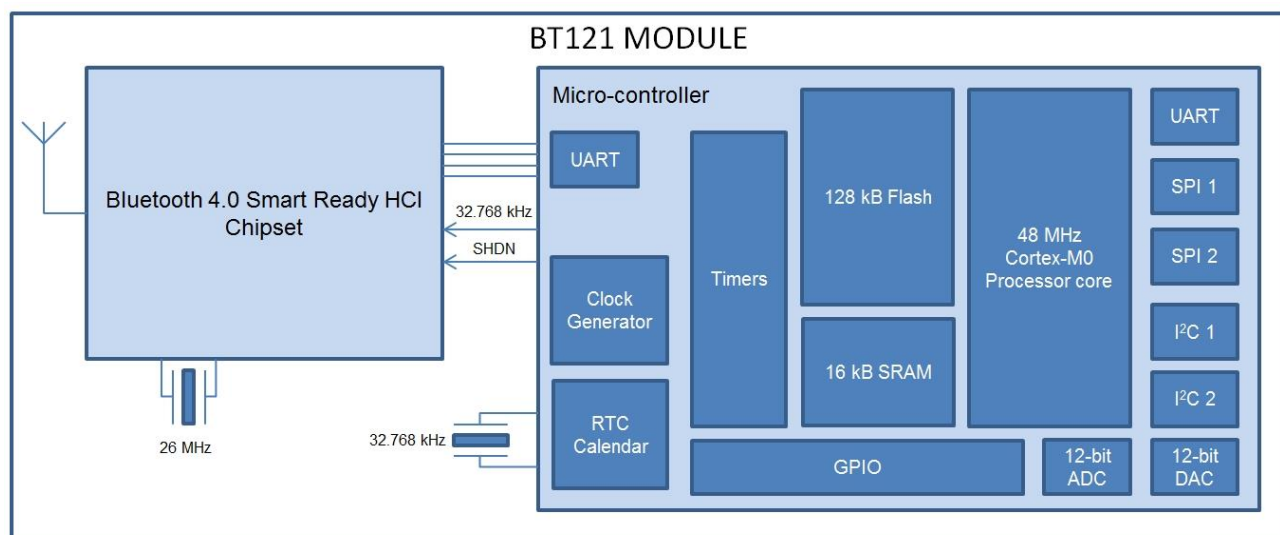 BT121 MODULE
Bluetooth 4.0 Smart Ready HCI
Chipset
26 MHz
32.768 kHz
SHDN
32.768 kHz
Micro-controller
UART
Clock
Generator
RTC
Calendar
Timers
128 kB Flash
16 kB SRAM
48 MHz
Cortex-M0
Processor core
GPIO
12-bit
ADC
UART
SPI 1
SPI 2
I²C 1
I²C 2
12-bit
DAC